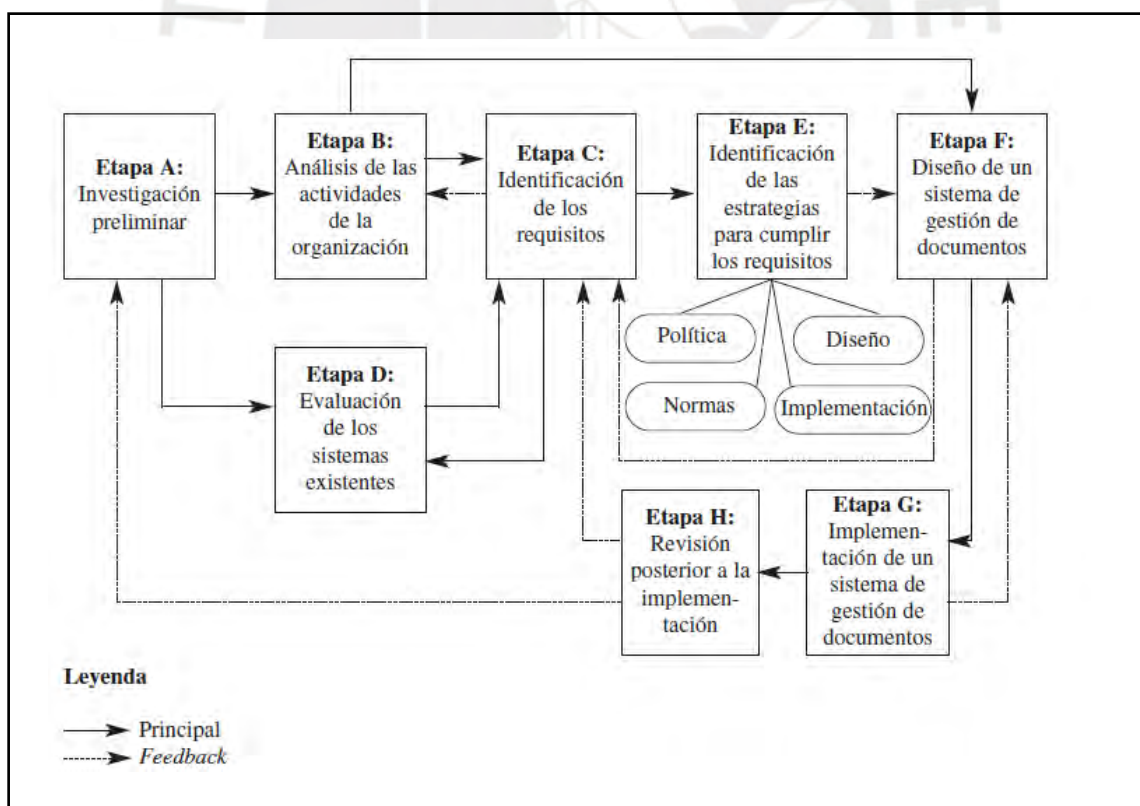 Etapa A:
Investigación
preliminar
Etapa B:
Análisis de las
actividades
de la
organización
Etapa C:
Identificación
de los
requisitos
Etapa E:
Identificación
de las
estrategias
para cumplir
los requisitos
Etapa F:
Diseño de un
sistema de
gestión de
documentos
Política
Diseño
Normas
Implementación
Etapa D:
Evaluación
de los
sistemas
existentes
Etapa H:
Revisión
posterior a la
implemen-
tación
Etapa G:
Implemen-
tación de un
sistema de
gestión de
documentos
Leyenda
Principal
Feedback